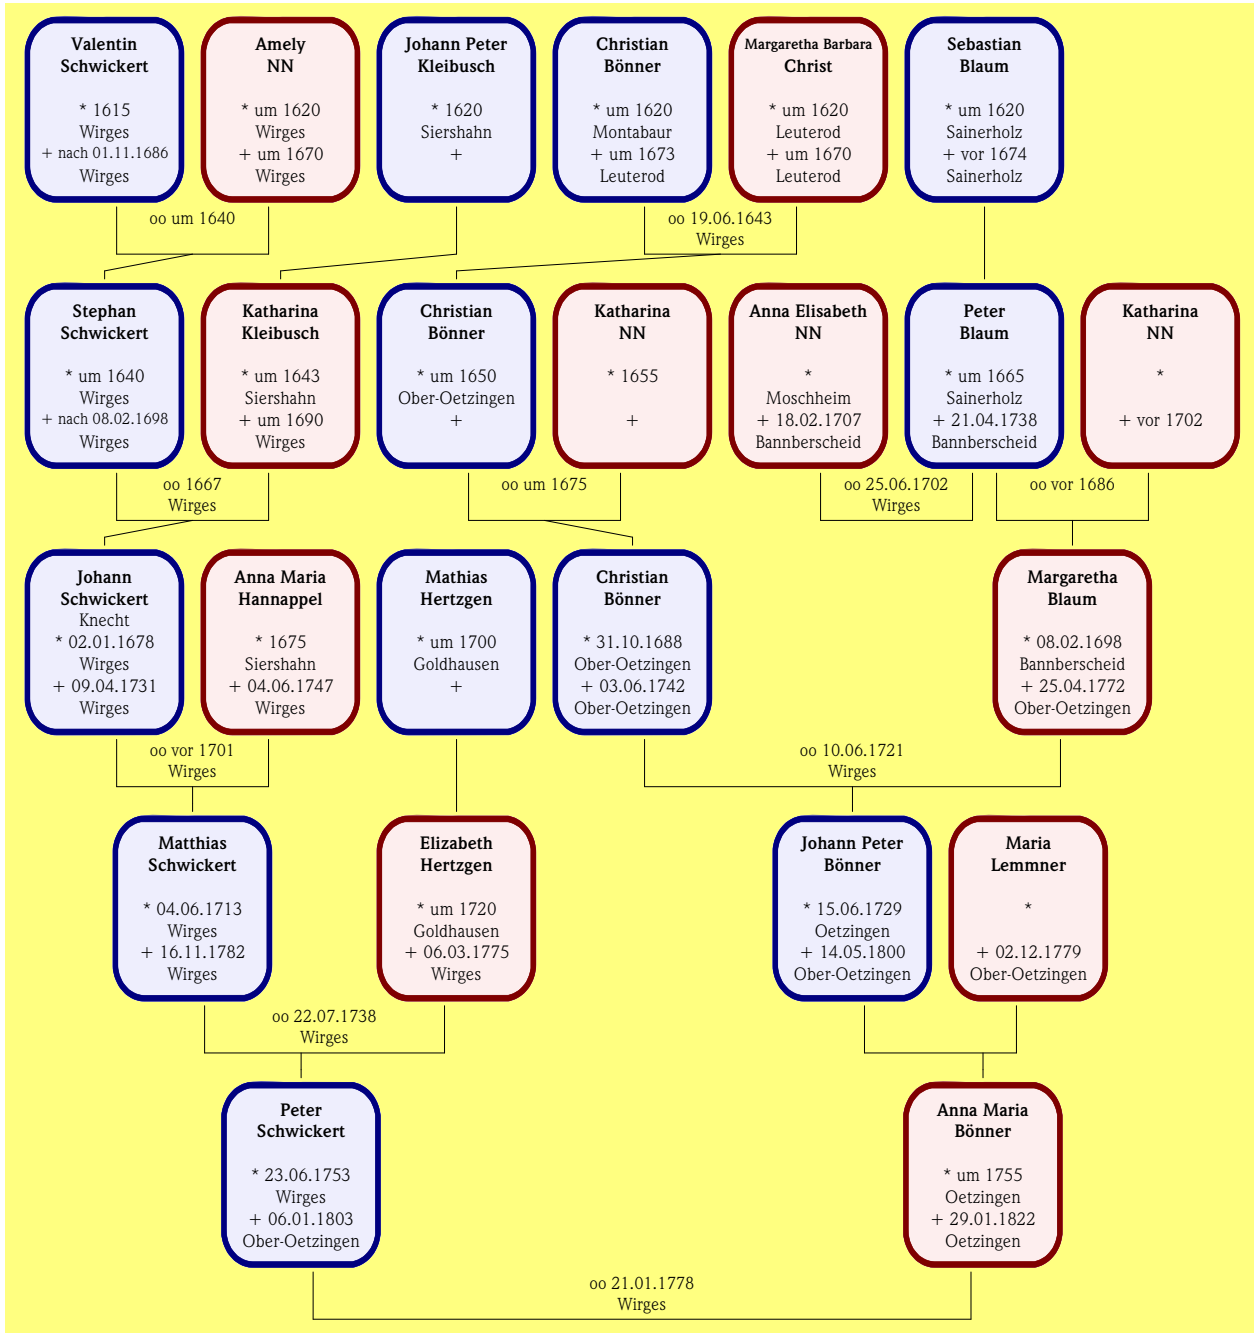 Valentin
Schwickert
* 1615
Wirges
+ nach 01.11.1686
Wirges
Amely
NN
* um 1620
Wirges
+ um 1670
Wirges
Johann Peter
Kleibusch
* 1620
Siershahn
+
Christian
Bönner
* um 1620
Montabaur
+ um 1673
Leuterod
Margaretha Barbara
Christ
* um 1620
Leuterod
+ um 1670
Leuterod
Sebastian
Blaum
* um 1620
Sainerholz
+ vor 1674
Sainerholz
oo um 1640
oo 19.06.1643
Wirges
Stephan
Schwickert
* um 1640
Wirges
+ nach 08.02.1698
Wirges
Katharina
Kleibusch
* um 1643
Siershahn
+ um 1690
Wirges
Christian
Bönner
* um 1650
Ober-Oetzingen
+
Katharina
NN
* 1655
+
Anna Elisabeth
NN
*
Moschheim
+ 18.02.1707
Bannberscheid
Peter
Blaum
* um 1665
Sainerholz
+ 21.04.1738
Bannberscheid
Katharina
NN
*
+ vor 1702
oo 1667
Wirges
oo um 1675
oo 25.06.1702
Wirges
oo vor 1686
Johann
Schwickert
Knecht
* 02.01.1678
Wirges
+ 09.04.1731
Wirges
Anna Maria
Hannappel
* 1675
Siershahn
+ 04.06.1747
Wirges
Mathias
Hertzgen
* um 1700
Goldhausen
+
Christian
Bönner
* 31.10.1688
Ober-Oetzingen
+ 03.06.1742
Ober-Oetzingen
Margaretha
Blaum
* 08.02.1698
Bannberscheid
+ 25.04.1772
Ober-Oetzingen
oo vor 1701
Wirges
oo 10.06.1721
Wirges
Matthias
Schwickert
* 04.06.1713
Wirges
+ 16.11.1782
Wirges
Elizabeth
Hertzgen
* um 1720
Goldhausen
+ 06.03.1775
Wirges
Johann Peter
Bönner
* 15.06.1729
Oetzingen
+ 14.05.1800
Ober-Oetzingen
Maria
Lemmner
*
+ 02.12.1779
Ober-Oetzingen
oo 22.07.1738
Wirges
Peter
Schwickert
* 23.06.1753
Wirges
+ 06.01.1803
Ober-Oetzingen
Anna Maria
Bönner
* um 1755
Oetzingen
+ 29.01.1822
Oetzingen
oo 21.01.1778
Wirges